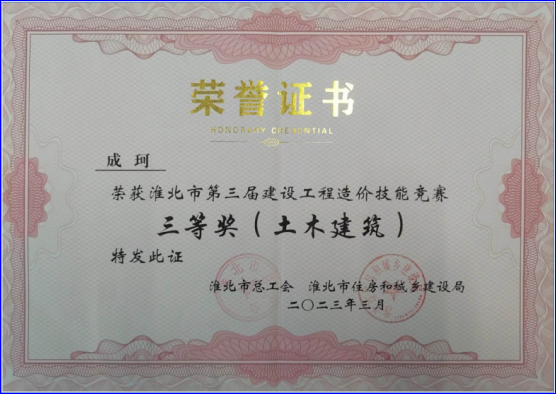 荣誉证书
HONORARY CREDENTIAL
成珂
荣获淮北市第三届建设工程造价技能竞赛
三等奖（土木建筑）
特发此证
淮北市总工会 淮北市住房和城乡建设局
二〇二三年三月